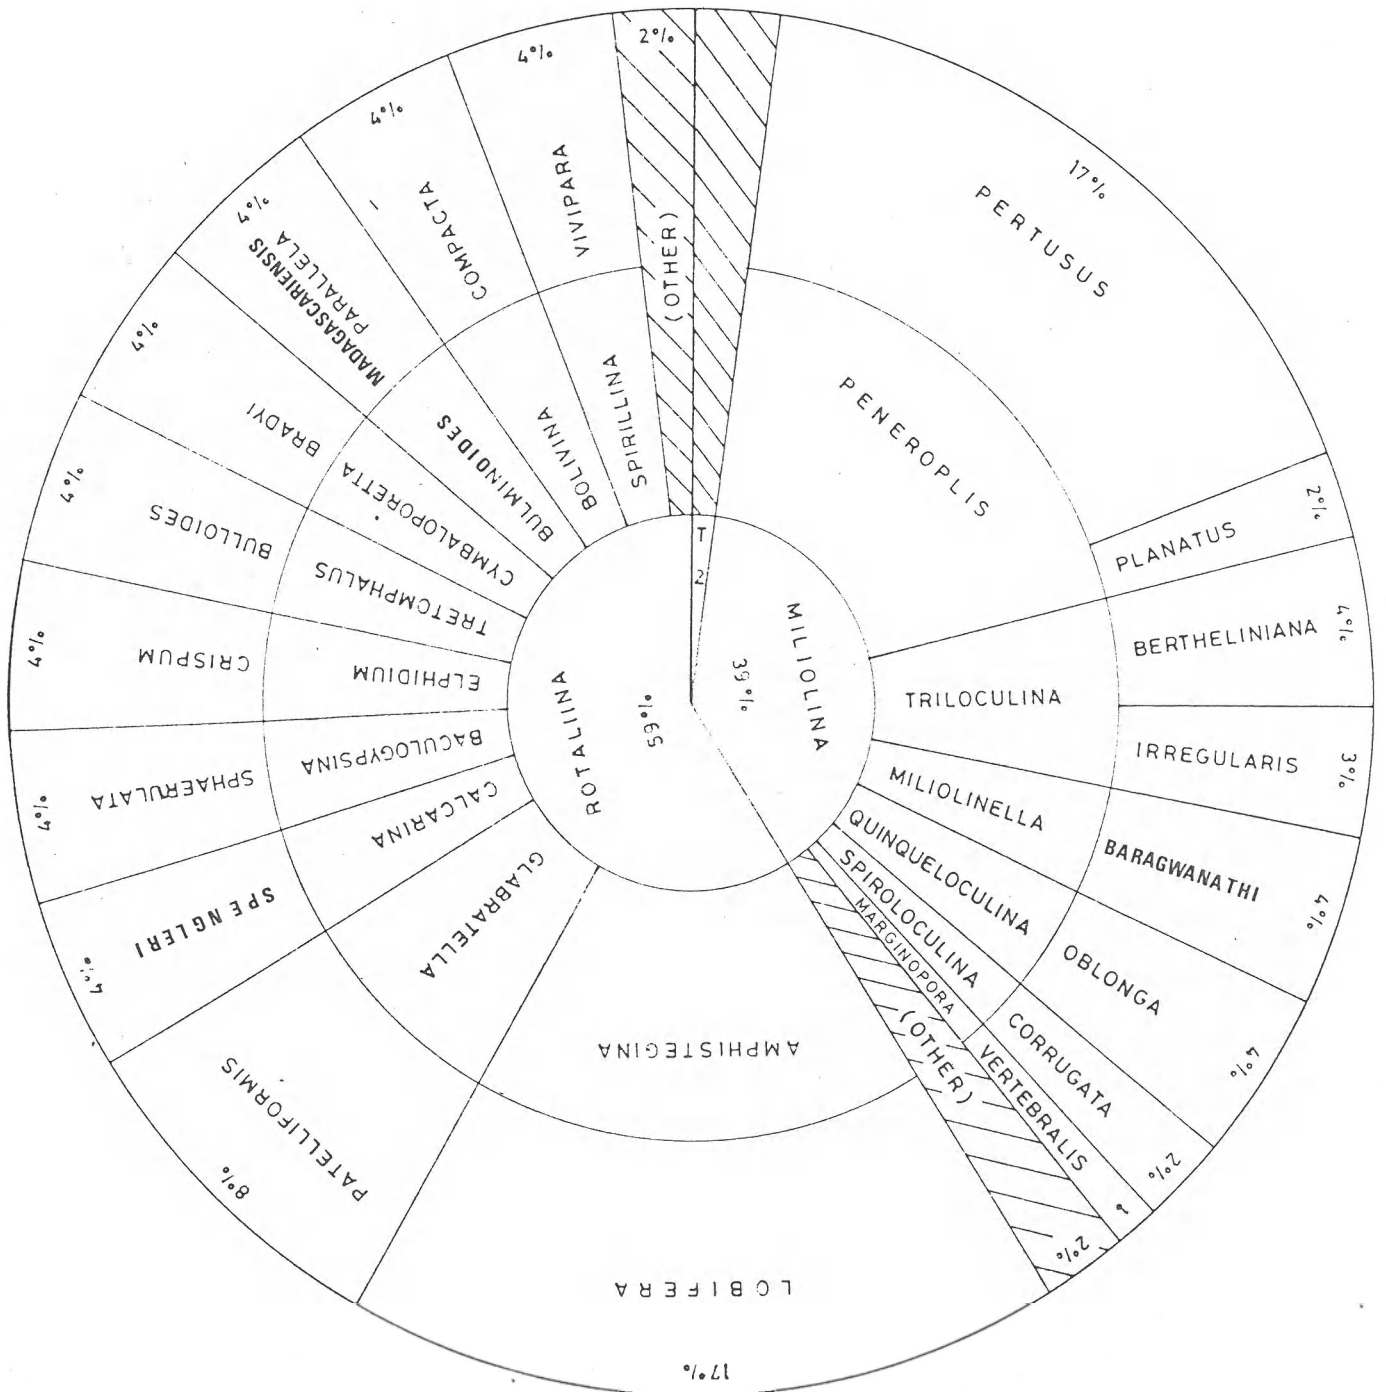 2%
(OTHER)
17%
PERTUSUS
PENEROPLIS
2%
PLANATUS
4%
BERTHELINIANA
TRILOCULINA
3%
IRREGULARIS
4%
BARAGWANATHI
MILIOLINELLA
4%
OBLONGA
QUINQUELOCULINA
2%
CORRUGATA
SPIROLOCULINA
VERTEBRALIS
MARGINOPORA
2%
(OTHER)
17%
LOBIFERA
AMPHISTEGINA
8%
PATELLIFORMIS
GLABRATELLA
4%
SPENGLERI
CALCARINA
4%
SPHAERULATA
BACULOGYPSINA
4%
CRISPUM
ELPHIDIUM
4%
BULLOIDES
TRETOMPHALUS
4%
BRADYI
CYMBALOPORETTA
4%
MADAGASCARIENSIS
PARALLELA
BULMINOIDES
4%
COMPACTA
BOLIVINA
4%
VIVIPARA
SPIRILLINA
T
2
MILIOLINA
39%
ROTALIINA
59%